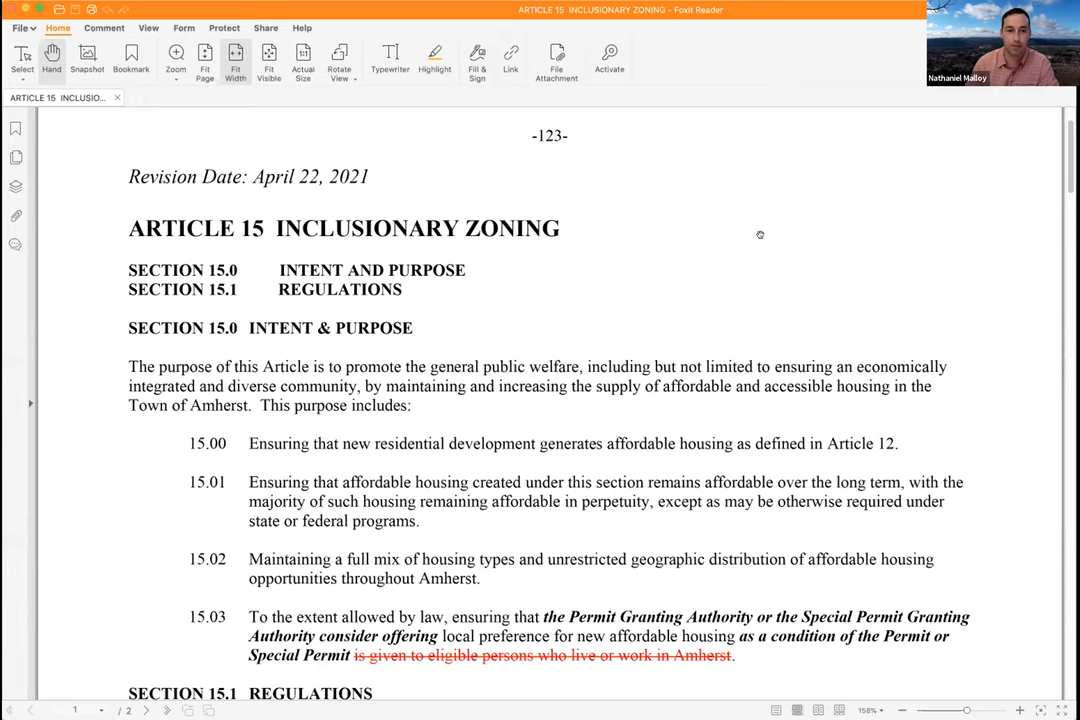 ARTICLE 15 INCLUSIONARY ZONING - Foxit Reader
File Home Comment View Form Protect Share Help
Select Hand Snapshot Bookmark Zoom Fit Page Fit Width Fit Visible Actual Size Rotate View Typewriter Highlight Fill & Sign Link File Attachment Activate
Nathaniel Malloy
ARTICLE 15 INCLUSIO...
-123-
Revision Date: April 22, 2021
ARTICLE 15 INCLUSIONARY ZONING
SECTION 15.0 INTENT AND PURPOSE
SECTION 15.1 REGULATIONS
SECTION 15.0 INTENT & PURPOSE
The purpose of this Article is to promote the general public welfare, including but not limited to ensuring an economically
integrated and diverse community, by maintaining and increasing the supply of affordable and accessible housing in the
Town of Amherst. This purpose includes:
15.00 Ensuring that new residential development generates affordable housing as defined in Article 12.
15.01 Ensuring that affordable housing created under this section remains affordable over the long term, with the
majority of such housing remaining affordable in perpetuity, except as may be otherwise required under
state or federal programs.
15.02 Maintaining a full mix of housing types and unrestricted geographic distribution of affordable housing
opportunities throughout Amherst.
15.03 To the extent allowed by law, ensuring that the Permit Granting Authority or the Special Permit Granting
Authority consider offering local preference for new affordable housing as a condition of the Permit or
Special Permit is given to eligible persons who live or work in Amherst.
SECTION 15.1 REGULATIONS
1 / 2 158%